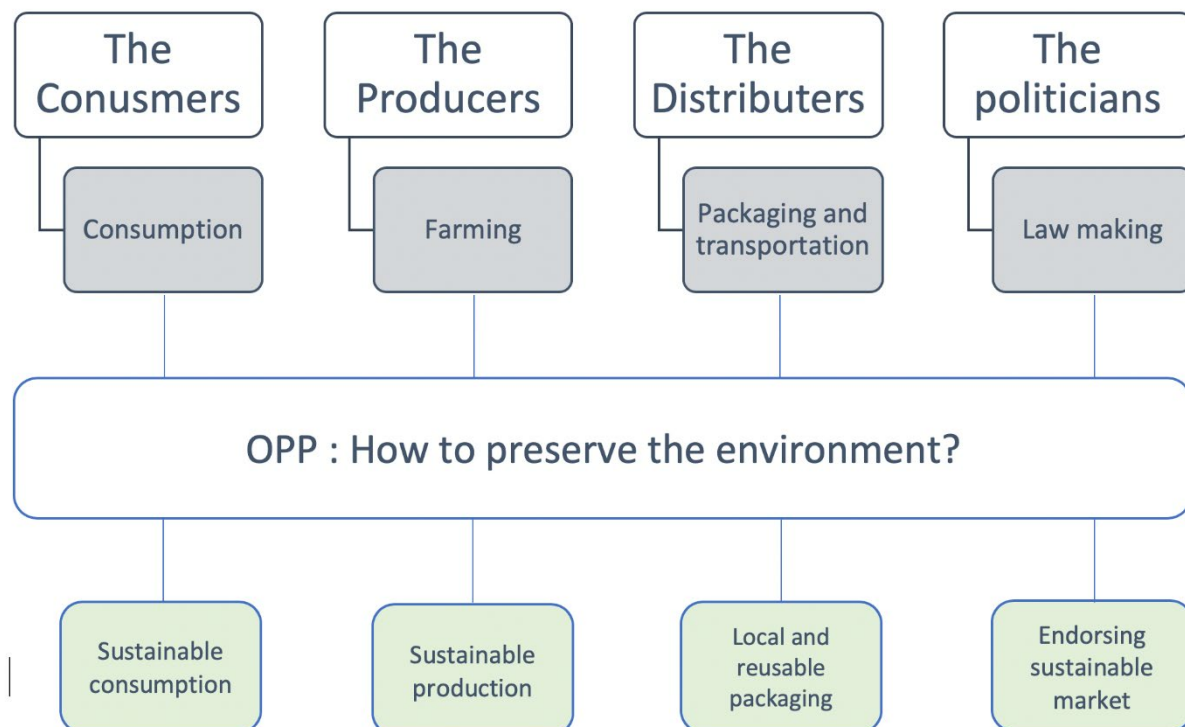 The
Conusmers
The
Producers
The
Distributers
The
politicians
Consumption
Farming
Packaging and
transportation
Law making
OPP : How to preserve the environment?
Sustainable
consumption
Sustainable
production
Local and
reusable
packaging
Endorsing
sustainable
market